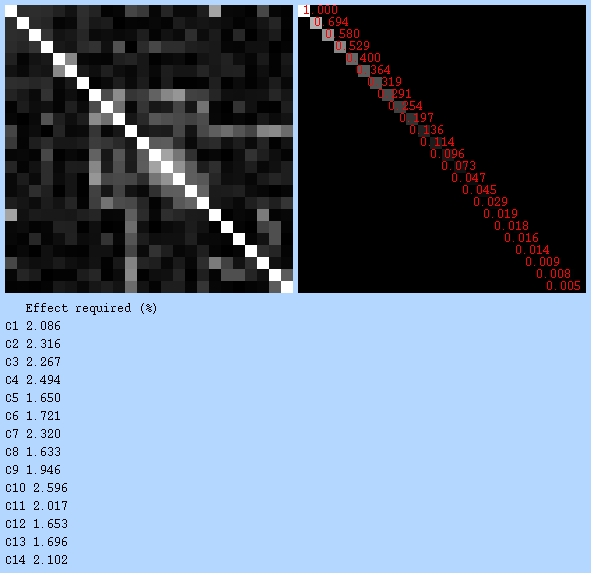 1.000
0.694
0.580
0.529
0.400
0.364
0.319
0.291
0.254
0.197
0.136
0.114
0.096
0.073
0.047
0.045
0.029
0.019
0.018
0.016
0.014
0.009
0.008
0.005
Effect required (%)
C1 2.086
C2 2.316
C3 2.267
C4 2.494
C5 1.650
C6 1.721
C7 2.320
C8 1.633
C9 1.946
C10 2.596
C11 2.017
C12 1.653
C13 1.696
C14 2.102